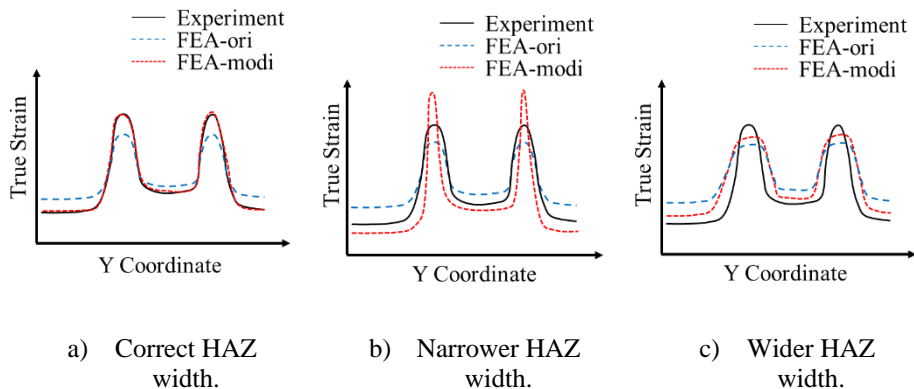 Experiment
FEA-ori
FEA-modi
True Strain
Y Coordinate
a) Correct HAZ
width.
Experiment
FEA-ori
FEA-modi
True Strain
Y Coordinate
b) Narrower HAZ
width.
Experiment
FEA-ori
FEA-modi
True Strain
Y Coordinate
c) Wider HAZ
width.